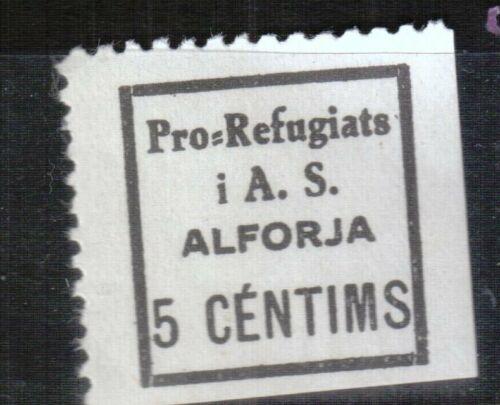 Pro=Refugiats
i A. S.
ALFORJA
5 CÉNTIMS